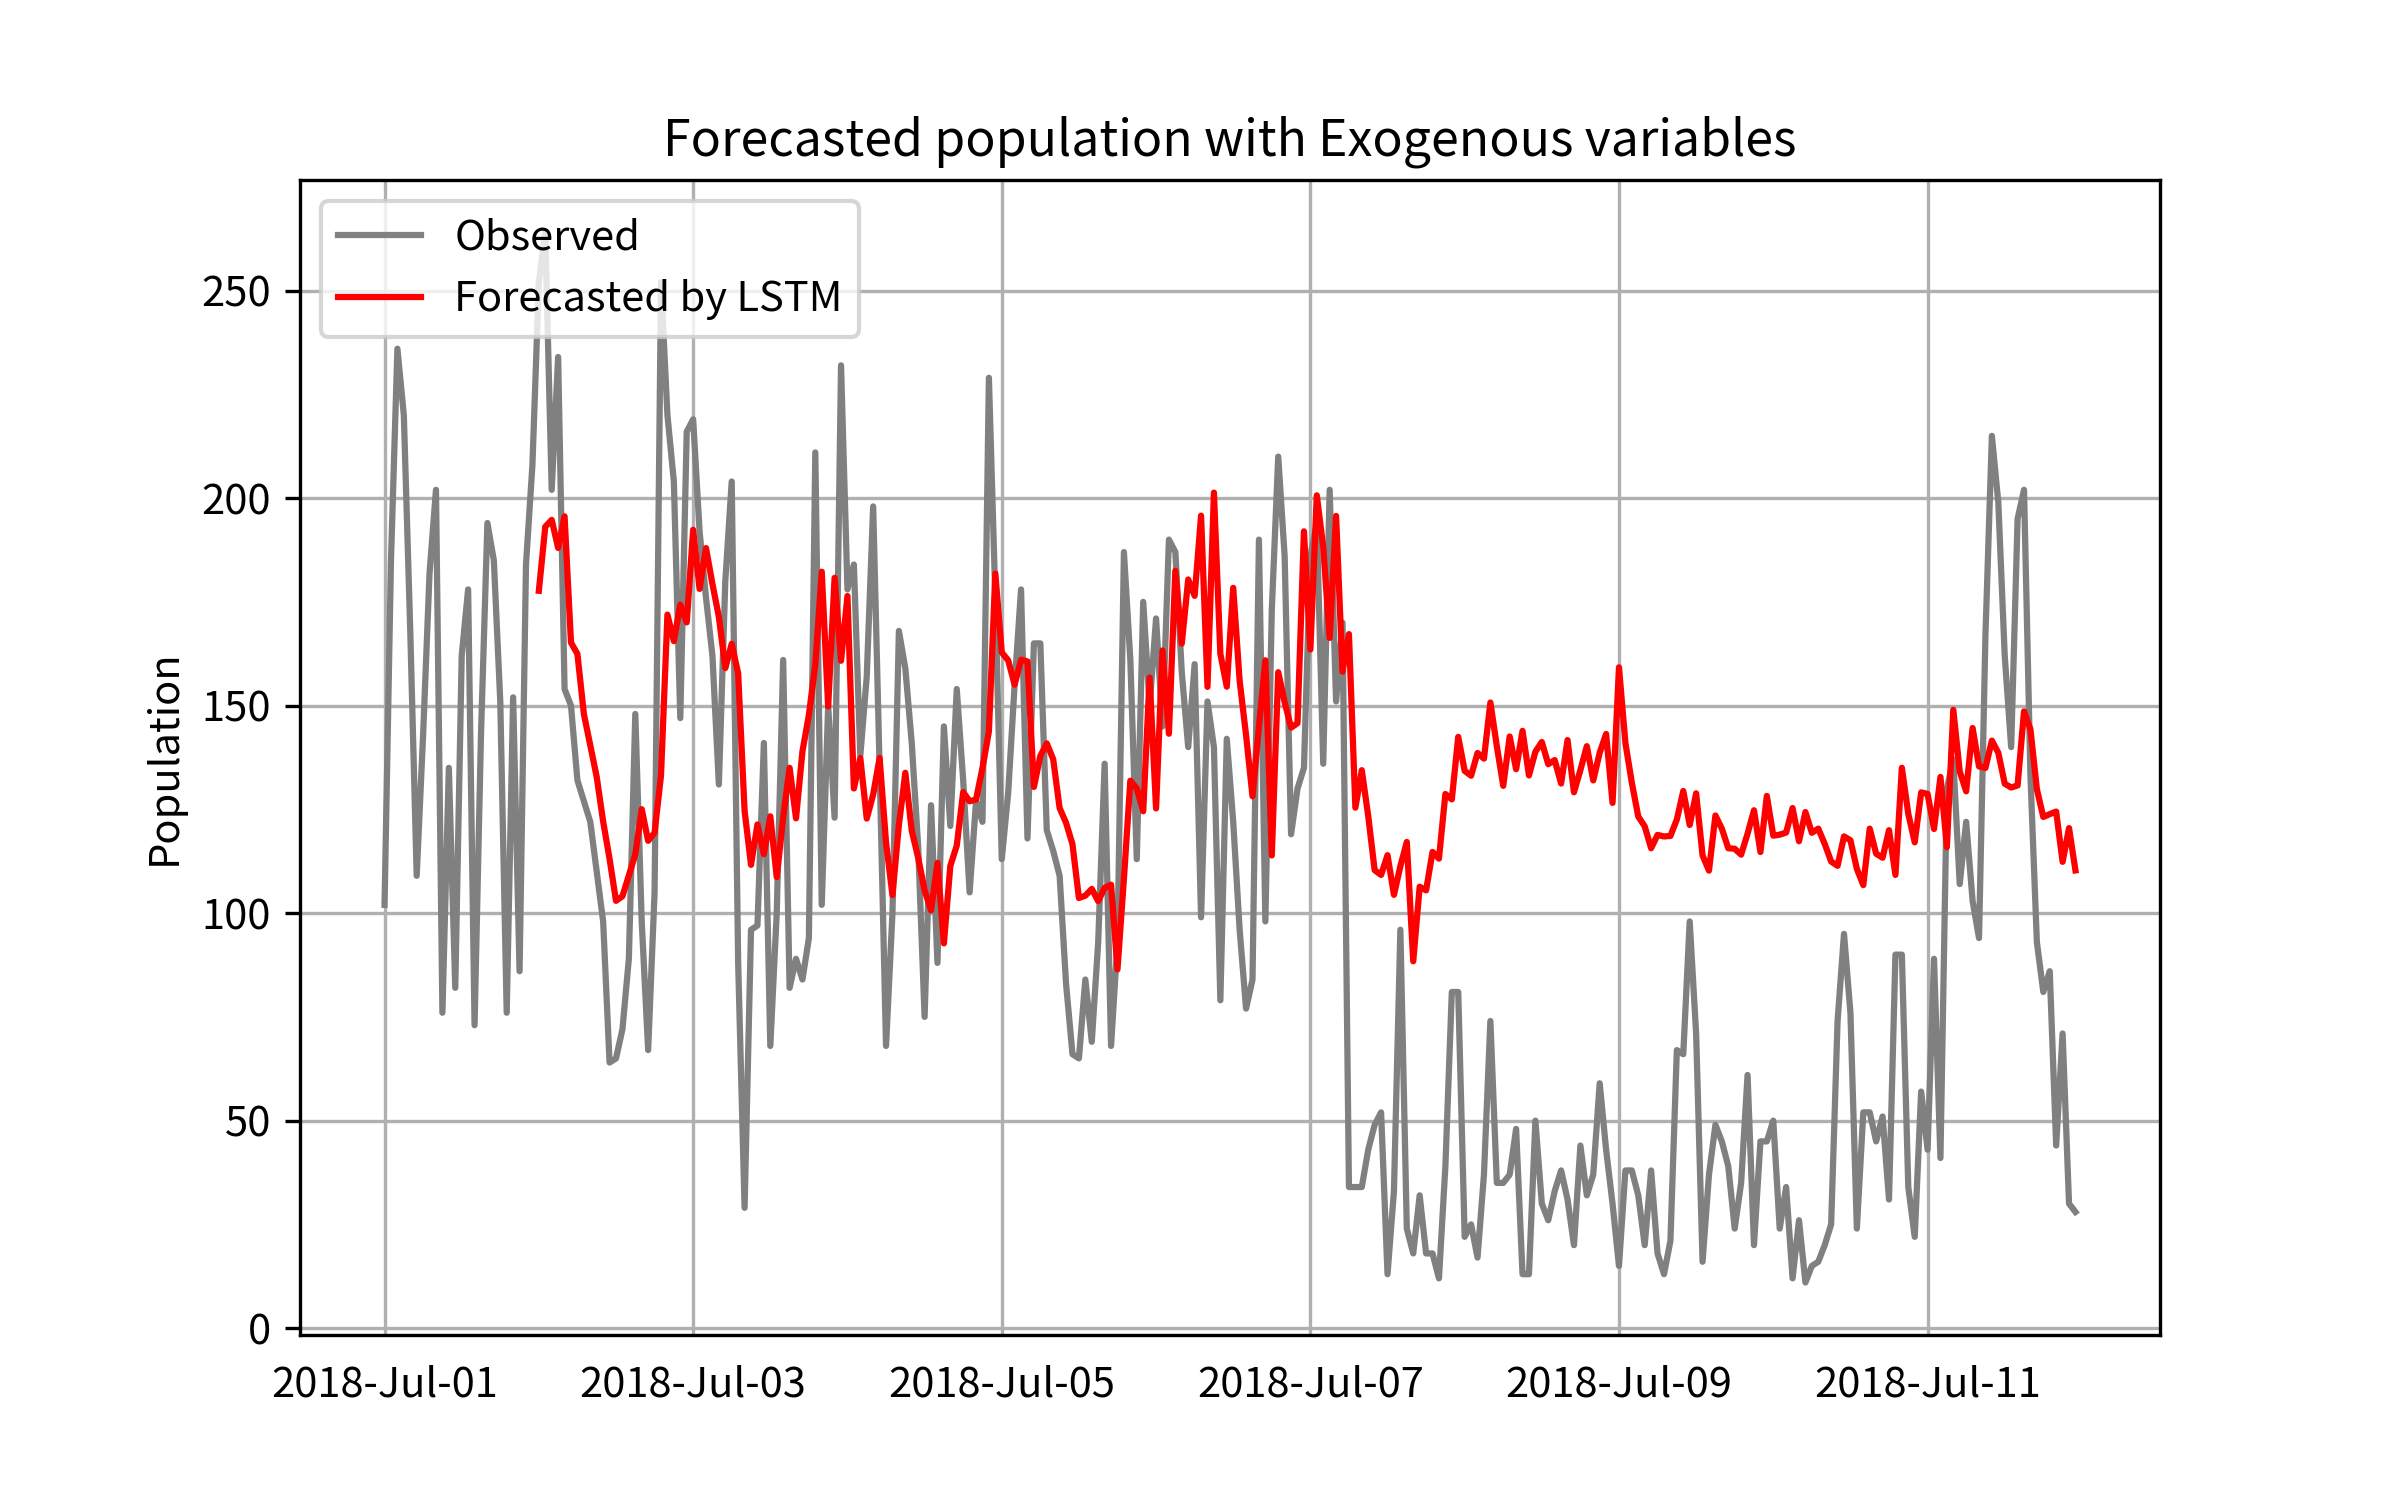 Forecasted population with Exogenous variables
Observed
Forecasted by LSTM
Population
250
200
150
100
50
0
2018-Jul-01 2018-Jul-03 2018-Jul-05 2018-Jul-07 2018-Jul-09 2018-Jul-11